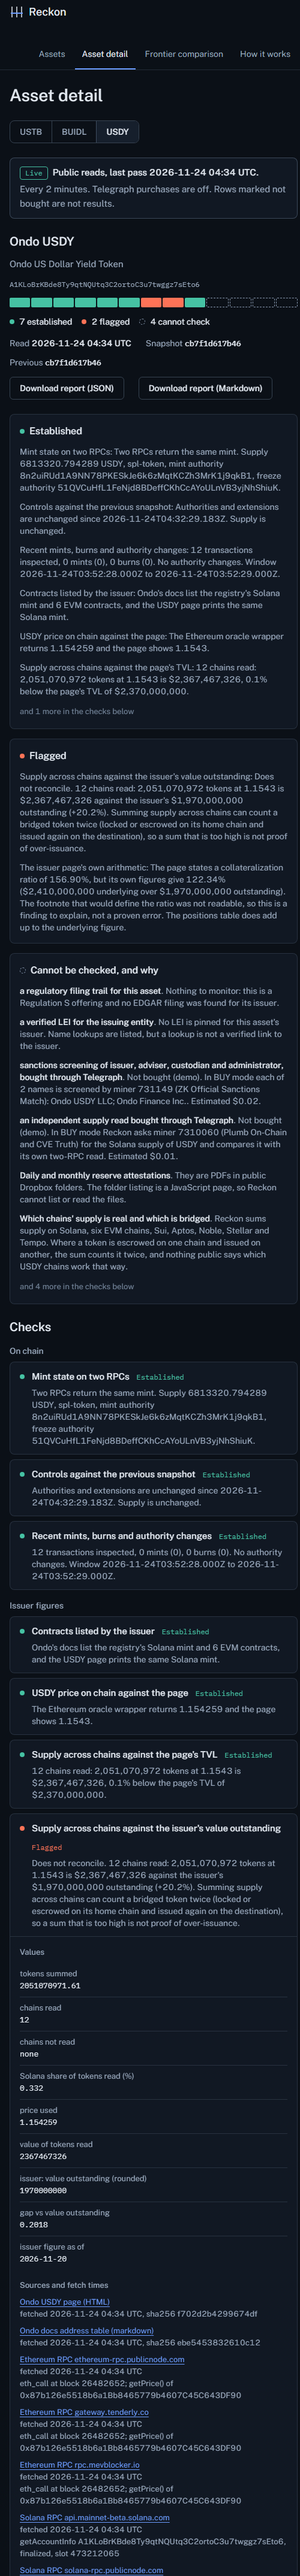 Reckon
Assets
Asset detail
Frontier comparison
How it works
Asset detail
USTB
BUIDL
USDY
Live Public reads, last pass 2026-11-24 04:34 UTC.
Every 2 minutes. Telegraph purchases are off. Rows marked not
bought are not results.
Ondo USDY
Ondo US Dollar Yield Token
A1KLoBrKBde8Ty9qtNQUtq3C2ortoC3u7twggz7sEto6
7 established 2 flagged 4 cannot check
Read 2026-11-24 04:34 UTC Snapshot cb7f1d617b46
Previous cb7f1d617b46
Download report (JSON)
Download report (Markdown)
Established
Mint state on two RPCs: Two RPCs return the same mint. Supply
6813320.794289 USDY, spl-token, mint authority
8n2uiRd1A9NN78PKESkJe6k6zMqtKCZh3MrK1j9qkB1, freeze
authority 51QVCuHfL1FeNjd8BDeffCKhCcAYoULnVB3yjNhShiuK.
Controls against the previous snapshot: Authorities and extensions
are unchanged since 2026-11-24T04:32:29.183Z. Supply is
unchanged.
Recent mints, burns and authority changes: 12 transactions
inspected, 0 mints (0), 0 burns (0). No authority changes. Window
2026-11-24T03:52:28.000Z to 2026-11-24T03:52:29.000Z.
Contracts listed by the issuer: Ondo's docs list the registry's Solana
mint and 6 EVM contracts, and the USDY page prints the same
Solana mint.
USDY price on chain against the page: The Ethereum oracle wrapper
returns 1.154259 and the page shows 1.1543.
Supply across chains against the page's TVL: 12 chains read:
2,051,070,972 tokens at 1.1543 is $2,367,467,326, 0.1%
below the page's TVL of $2,370,000,000.
and 1 more in the checks below
Flagged
Supply across chains against the issuer's value outstanding: Does
not reconcile. 12 chains read: 2,051,070,972 tokens at 1.1543 is
$2,367,467,326 against the issuer's $1,970,000,000
outstanding (+20.2%). Summing supply across chains can count a
bridged token twice (locked or escrowed on its home chain and
issued again on the destination), so a sum that is too high is not proof
of over-issuance.
The issuer page's own arithmetic: The page states a collateralization
ratio of 156.90%, but its own figures give 122.34%
($2,410,000,000 underlying over $1,970,000,000 outstanding).
The footnote that would define the ratio was not readable, so this is a
finding to explain, not a proven error. The positions table does add
up to the underlying figure.
Cannot be checked, and why
a regulatory filing trail for this asset. Nothing to monitor: this is a
Regulation S offering and no EDGAR filing was found for its issuer.
a verified LEI for the issuing entity. No LEI is pinned for this asset's
issuer. Name lookups are listed, but a lookup is not a verified link to
the issuer.
sanctions screening of issuer, adviser, custodian and administrator,
bought through Telegraph. Not bought (demo). In BUY mode each of
2 names is screened by miner 731149 (ZK Official Sanctions
Match): Ondo USDY LLC; Ondo Finance Inc.. Estimated $0.02.
an independent supply read bought through Telegraph. Not bought
(demo). In BUY mode Reckon asks miner 7310060 (Plumb On-Chain
and CVE Truth) for the Solana supply of USDY and compares it with
its own two-RPC read. Estimated $0.01.
Daily and monthly reserve attestations. They are PDFs in public
Dropbox folders. The folder listing is a JavaScript page, so Reckon
cannot list or read the files.
Which chains' supply is real and which is bridged. Reckon sums
supply on Solana, six EVM chains, Sui, Aptos, Noble, Stellar and
Tempo. Where a token is escrowed on one chain and issued on
another, the sum counts it twice, and nothing public says which
USDY chains work that way.
and 4 more in the checks below
Checks
On chain
Mint state on two RPCs Established
Two RPCs return the same mint. Supply 6813320.794289
USDY, spl-token, mint authority
8n2uiRd1A9NN78PKESkJe6k6zMqtKCZh3MrK1j9qkB1,
freeze authority
51QVCuHfL1FeNjd8BDeffCKhCcAYoULnVB3yjNhShiuK.
Controls against the previous snapshot Established
Authorities and extensions are unchanged since 2026-11-
24T04:32:29.183Z. Supply is unchanged.
Recent mints, burns and authority changes Established
12 transactions inspected, 0 mints (0), 0 burns (0). No authority
changes. Window 2026-11-24T03:52:28.000Z to 2026-11-
24T03:52:29.000Z.
Issuer figures
Contracts listed by the issuer Established
Ondo's docs list the registry's Solana mint and 6 EVM contracts,
and the USDY page prints the same Solana mint.
USDY price on chain against the page Established
The Ethereum oracle wrapper returns 1.154259 and the page
shows 1.1543.
Supply across chains against the page's TVL Established
12 chains read: 2,051,070,972 tokens at 1.1543 is
$2,367,467,326, 0.1% below the page's TVL of
$2,370,000,000.
Supply across chains against the issuer's value outstanding
Flagged
Does not reconcile. 12 chains read: 2,051,070,972 tokens at
1.1543 is $2,367,467,326 against the issuer's
$1,970,000,000 outstanding (+20.2%). Summing supply
across chains can count a bridged token twice (locked or
escrowed on its home chain and issued again on the destination),
so a sum that is too high is not proof of over-issuance.
Values
tokens summed
2051070971.61
chains read
12
chains not read
none
Solana share of tokens read (%)
0.332
price used
1.154259
value of tokens read
2367467326
issuer: value outstanding (rounded)
1970000000
gap vs value outstanding
0.2018
issuer figure as of
2026-11-20
Sources and fetch times
Ondo USDY page (HTML)
fetched 2026-11-24 04:34 UTC, sha256 f702d2b4299674df
Ondo docs address table (markdown)
fetched 2026-11-24 04:34 UTC, sha256 ebe5453832610c12
Ethereum RPC ethereum-rpc.publicnode.com
fetched 2026-11-24 04:34 UTC
eth_call at block 26482652; getPrice() of
0x87b126e5518b6a1Bb8465779b4607C45C643DF90
Ethereum RPC gateway.tenderly.co
fetched 2026-11-24 04:34 UTC
eth_call at block 26482652; getPrice() of
0x87b126e5518b6a1Bb8465779b4607C45C643DF90
Ethereum RPC rpc.mevblocker.io
fetched 2026-11-24 04:34 UTC
eth_call at block 26482652; getPrice() of
0x87b126e5518b6a1Bb8465779b4607C45C643DF90
Solana RPC api.mainnet-beta.solana.com
fetched 2026-11-24 04:34 UTC
getAccountInfo A1KLoBrKBde8Ty9qtNQUtq3C2ortoC3u7twggz7sEto6,
finalized, slot 473212065
Solana RPC solana-rpc.publicnode.com